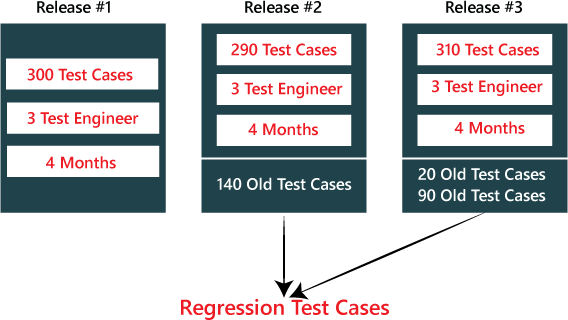 Release #1
300 Test Cases
3 Test Engineer
4 Months
Release #2
290 Test Cases
3 Test Engineer
4 Months
140 Old Test Cases
Release #3
310 Test Cases
3 Test Engineer
4 Months
20 Old Test Cases
90 Old Test Cases
Regression Test Cases